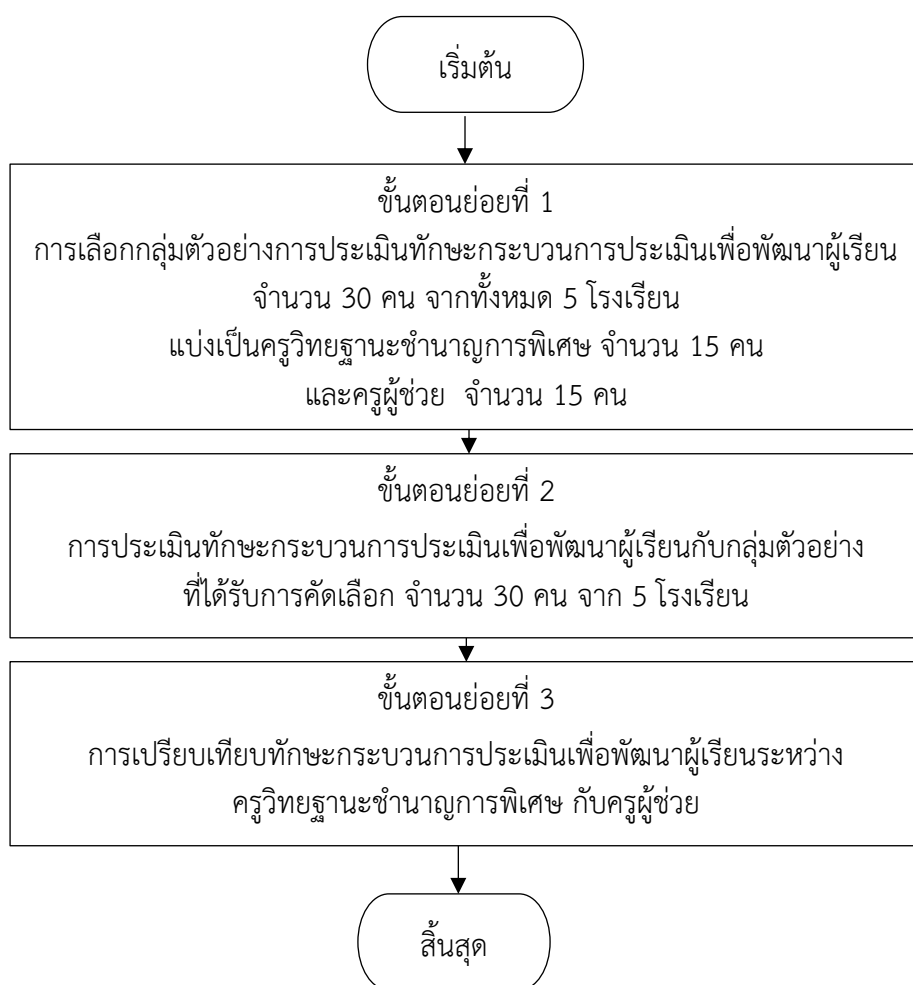 เริ่มต้น
ขั้นตอนย่อยที่ 1
การเลือกกลุ่มตัวอย่างการประเมินทักษะกระบวนการประเมินเพื่อพัฒนาผู้เรียน
จำนวน 30 คน จากทั้งหมด 5 โรงเรียน
แบ่งเป็นครูวิทยฐานะชำนาญการพิเศษ จำนวน 15 คน
และครูผู้ช่วย จำนวน 15 คน
ขั้นตอนย่อยที่ 2
การประเมินทักษะกระบวนการประเมินเพื่อพัฒนาผู้เรียนกับกลุ่มตัวอย่าง
ที่ได้รับการคัดเลือก จำนวน 30 คน จาก 5 โรงเรียน
ขั้นตอนย่อยที่ 3
การเปรียบเทียบทักษะกระบวนการประเมินเพื่อพัฒนาผู้เรียนระหว่าง
ครูวิทยฐานะชำนาญการพิเศษ กับครูผู้ช่วย
สิ้นสุด